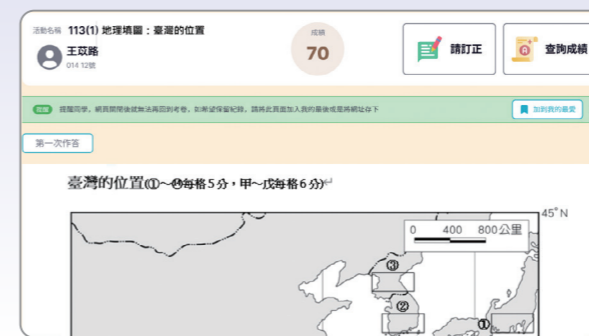 活動名稱 113(1) 地理填圖：臺灣的位置
王苡路
014 12號
成績
70
請訂正
查詢成績
提醒同學，網頁關閉後就無法再回到考卷，如希望保留紀錄，請將此頁面加入我的最愛或是將網址存下
加到我的最愛
第一次作答
臺灣的位置(①～⑭每格5分，甲～戊每格6分)↵
45°N
0 400 800公里
③
②
①